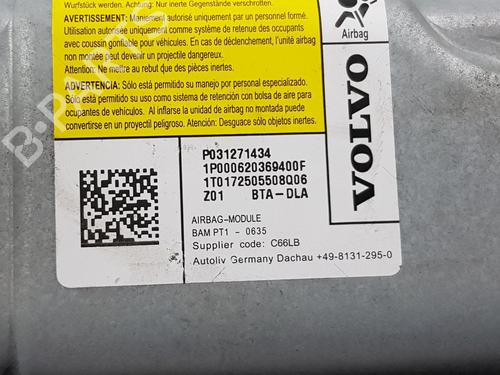 Wurfstück werden. Achtung: Nur inerte Gegenstände verschrotten.
AVERTISSEMENT: Maniement autorisé uniquement par un personnel formé.
Utilisation autorisée uniquement comme système de retenue des occupants
avec coussin gonflable pour véhicules. En cas de déclenchement, l'unité airbag
non montée peut devenir un projectile dangereux.
Attention: Ne mettre au rebut que des pièces inertes.
ADVERTENCIA: Sólo está permitido su manejo por personal especializado.
Sólo está permitido su uso como sistema de retención con bolsa de aire para
ocupantes de vehículos. Al inflarse la unidad de airbag no montada puede
convertirse en un proyectil peligroso. Atención: Desguace sólo objetos inertes.
Airbag
VOLVO
P031271434
1P000620369400F
1T0172505508Q06
Z01 BTA-DLA
AIRBAG-MODULE
BAM PT1 - 0635
Supplier code: C66LB
Autoliv Germany Dachau +49-8131-295-0
B-PARTS